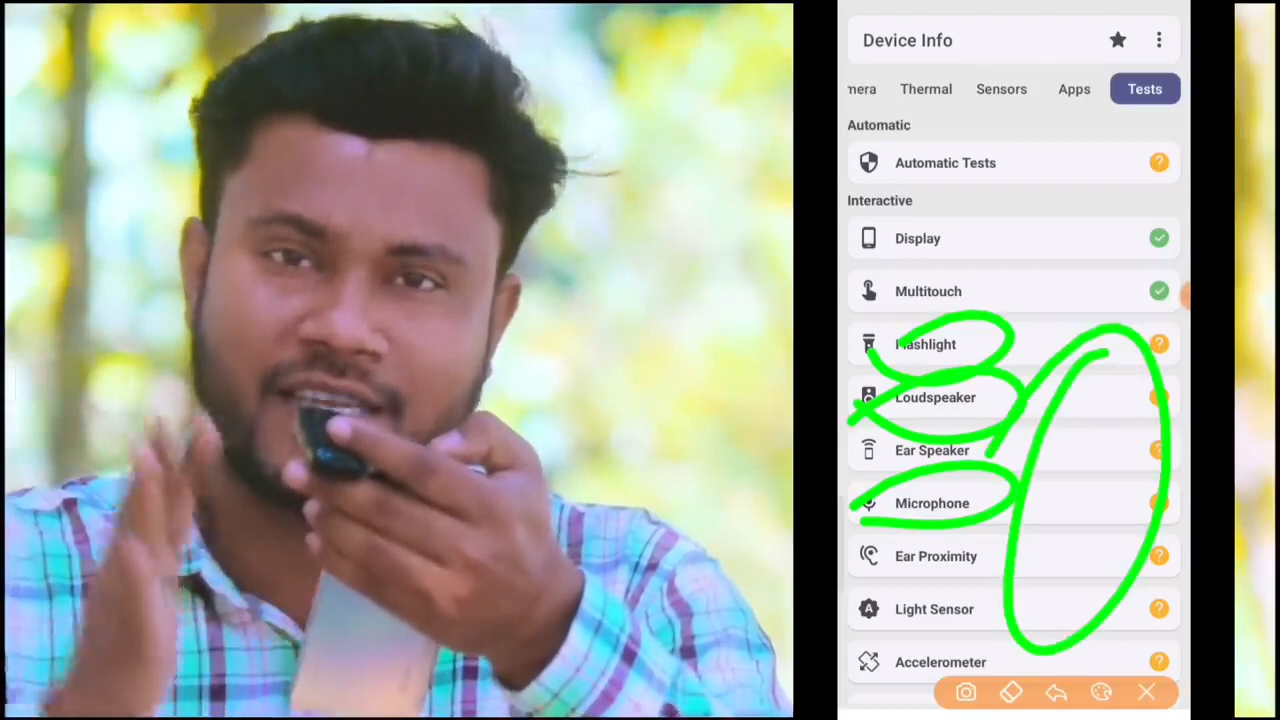 Device Info
mera Thermal Sensors Apps Tests
Automatic
Automatic Tests ?
Interactive
Display
Multitouch
Flashlight ?
Loudspeaker
Ear Speaker ?
Microphone
Ear Proximity ?
Light Sensor ?
Accelerometer ?